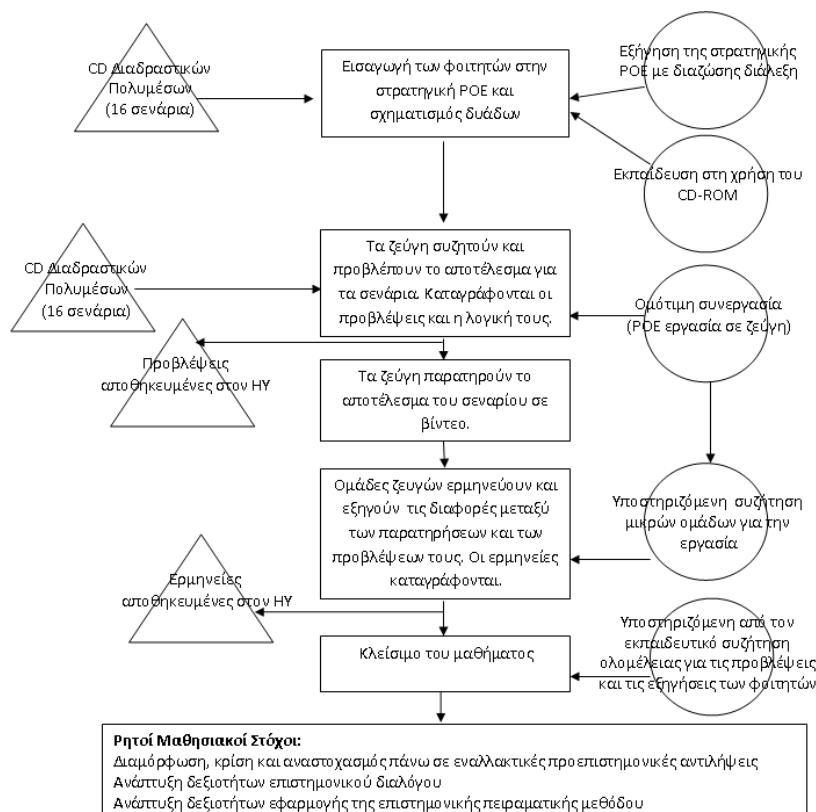 CD Διαδραστικών
Πολυμέσων
(16 σενάρια)
Εισαγωγή των φοιτητών στην
στρατηγική POE και
σχηματισμός δυάδων
Εξήγηση της στρατηγικής
POE με διαζώσης διάλεξη
Εκπαίδευση στη χρήση του
CD-ROM
CD Διαδραστικών
Πολυμέσων
(16 σενάρια)
Τα ζεύγη συζητούν και
προβλέπουν το αποτέλεσμα για
τα σενάρια. Καταγράφονται οι
προβλέψεις και η λογική τους.
Ομότιμη συνεργασία
(POE εργασία σε ζεύγη)
Προβλέψεις
αποθηκευμένες στον ΗΥ
Τα ζεύγη παρατηρούν το
αποτέλεσμα του σεναρίου σε
βίντεο.
Ομάδες ζευγών ερμηνεύουν και
εξηγούν τις διαφορές μεταξύ
των παρατηρήσεων και των
προβλέψεων τους. Οι ερμηνείες
καταγράφονται.
Υποστηριζόμενη συζήτηση
μικρών ομάδων για την
εργασία
Ερμηνείες
αποθηκευμένες στον ΗΥ
Κλείσιμο του μαθήματος
Υποστηριζόμενη από τον
εκπαιδευτικό συζήτηση
ολομέλειας για τις προβλέψεις
και τις εξηγήσεις των φοιτητών
Ρητοί Μαθησιακοί Στόχοι:
Διαμόρφωση, κρίση και αναστοχασμός πάνω σε εναλλακτικές προεπιστημονικές αντιλήψεις
Ανάπτυξη δεξιοτήτων επιστημονικού διαλόγου
Ανάπτυξη δεξιοτήτων εφαρμογής της επιστημονικής πειραματικής μεθόδου